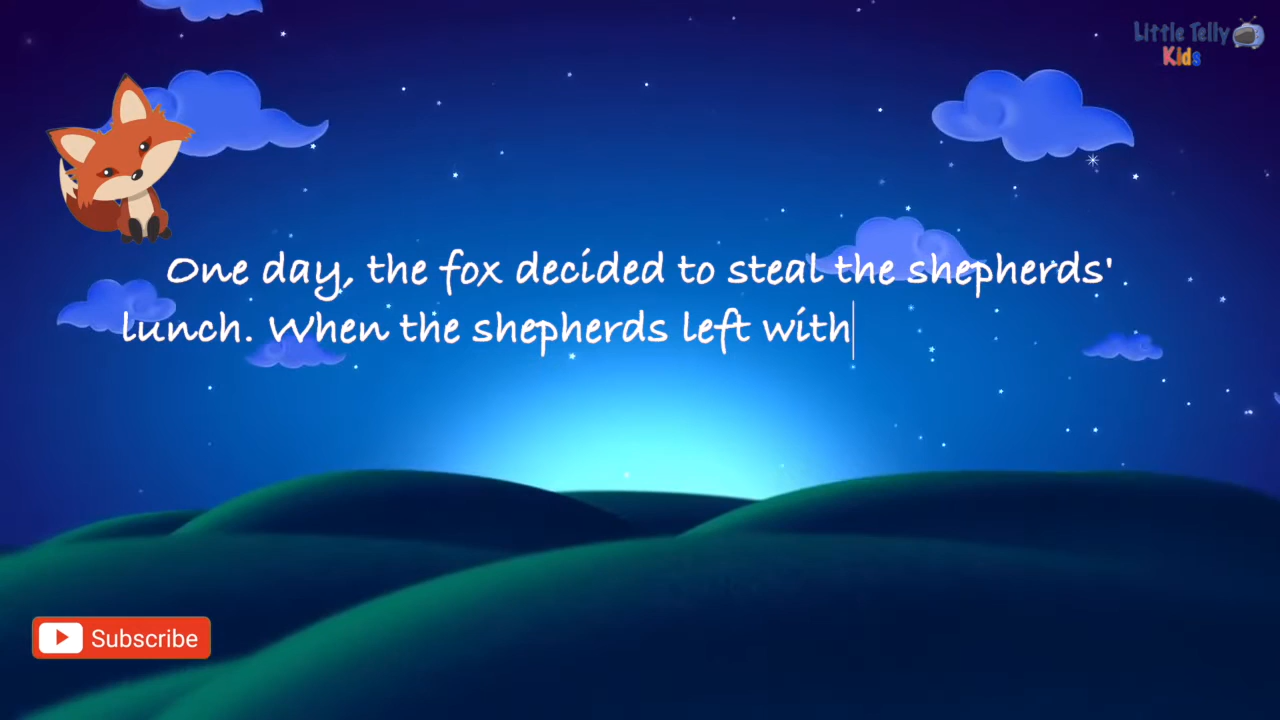 Little Telly
Kids
One day, the fox decided to steal the shepherds'
lunch. When the shepherds left with
Subscribe